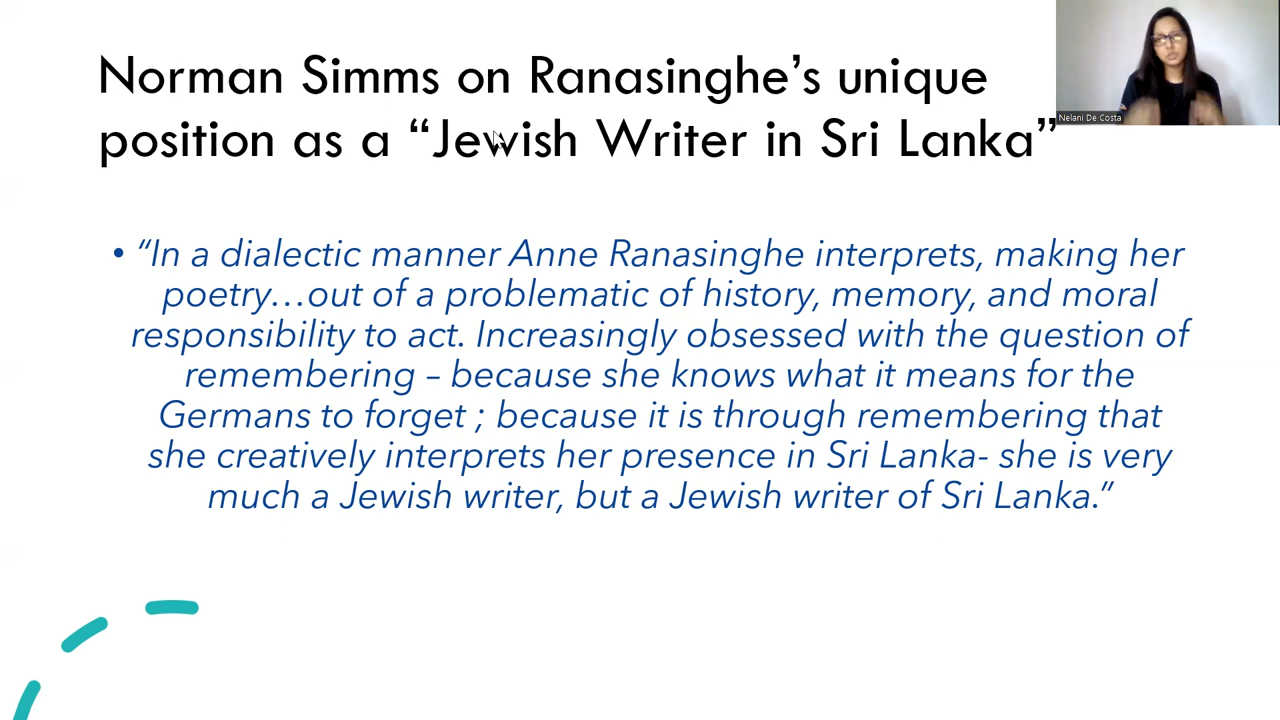 Norman Simms on Ranasinghe’s unique
position as a “Jewish Writer in Sri Lanka”
Nelani De Costa
• “In a dialectic manner Anne Ranasinghe interprets, making her
poetry…out of a problematic of history, memory, and moral
responsibility to act. Increasingly obsessed with the question of
remembering – because she knows what it means for the
Germans to forget ; because it is through remembering that
she creatively interprets her presence in Sri Lanka- she is very
much a Jewish writer, but a Jewish writer of Sri Lanka.”